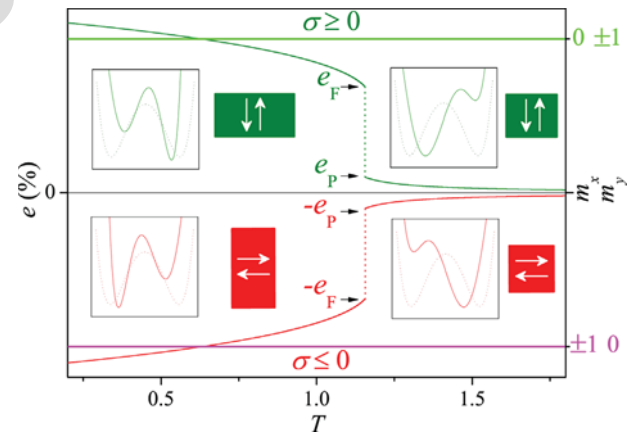 σ ≥ 0
0 ±1
e_F
e_P
e (%)
0
m_x
m_y
-e_P
-e_F
±1 0
σ ≤ 0
0.5
1.0
1.5
T